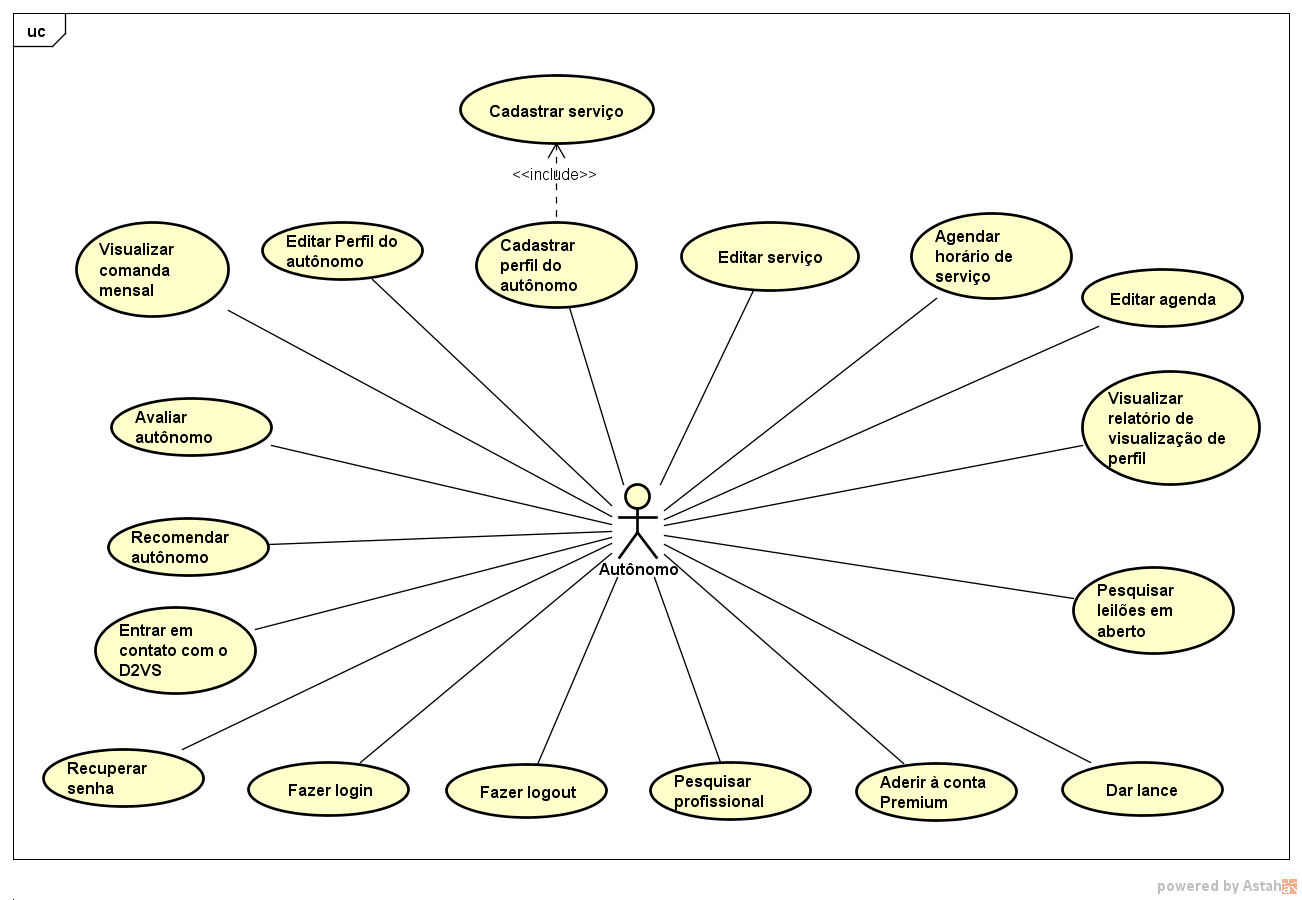 uc
Cadastrar serviço
<<include>>
Visualizar
comanda
mensal
Editar Perfil do
autônomo
Cadastrar
perfil do
autônomo
Editar serviço
Agendar
horário de
serviço
Editar agenda
Avaliar
autônomo
Visualizar
relatório de
visualização de
perfil
Recomendar
autônomo
Autônomo
Entrar em
contato com o
D2VS
Pesquisar
leilões em
aberto
Recuperar
senha
Fazer login
Fazer logout
Pesquisar
profissional
Aderir à conta
Premium
Dar lance
powered by Astah